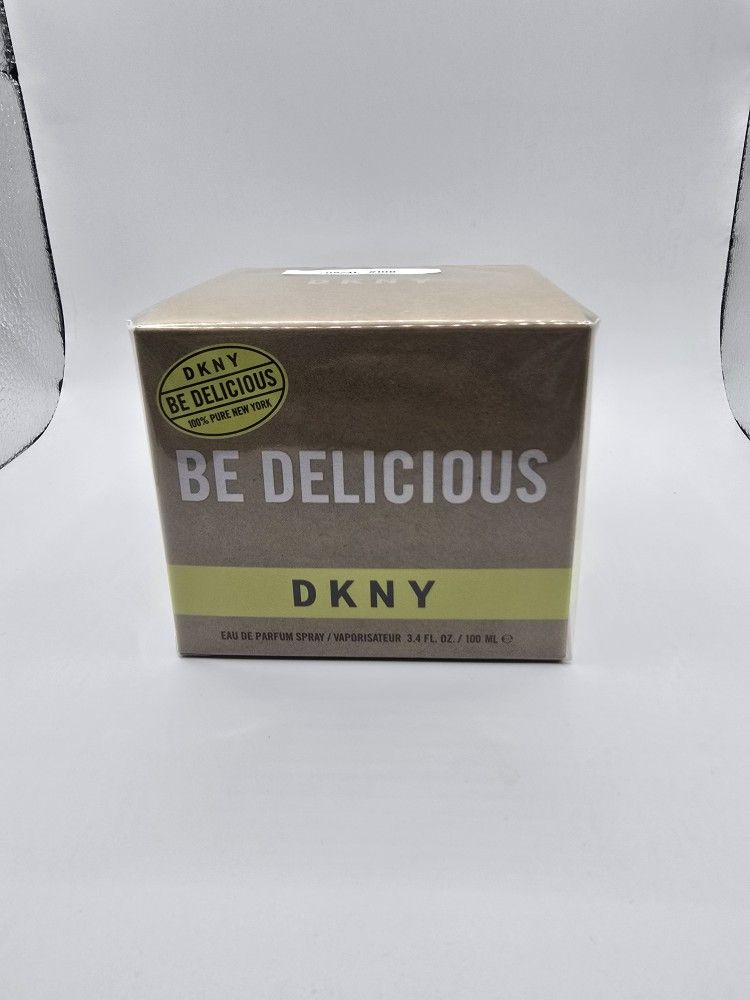 DKNY
DKNY
BE DELICIOUS
100% PURE NEW YORK
BE DELICIOUS
DKNY
EAU DE PARFUM SPRAY / VAPORISATEUR 3.4 FL. OZ. / 100 ML ℮